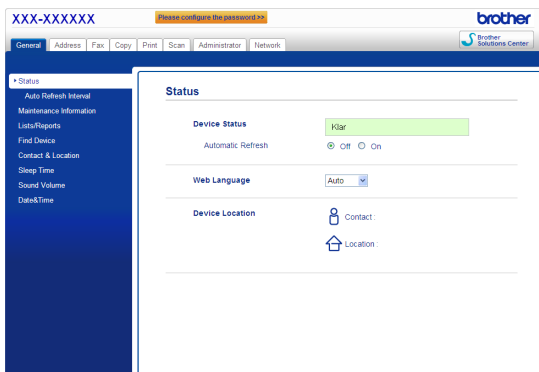 XXX-XXXXXX
Please configure the password >>
brother
General Address Fax Copy Print Scan Administrator Network
Brother
Solutions Center
Status
Auto Refresh Interval
Maintenance Information
Lists/Reports
Find Device
Contact & Location
Sleep Time
Sound Volume
Date&Time
Status
Device Status
Klar
Automatic Refresh
Off On
Web Language
Auto
Device Location
Contact :
Location :